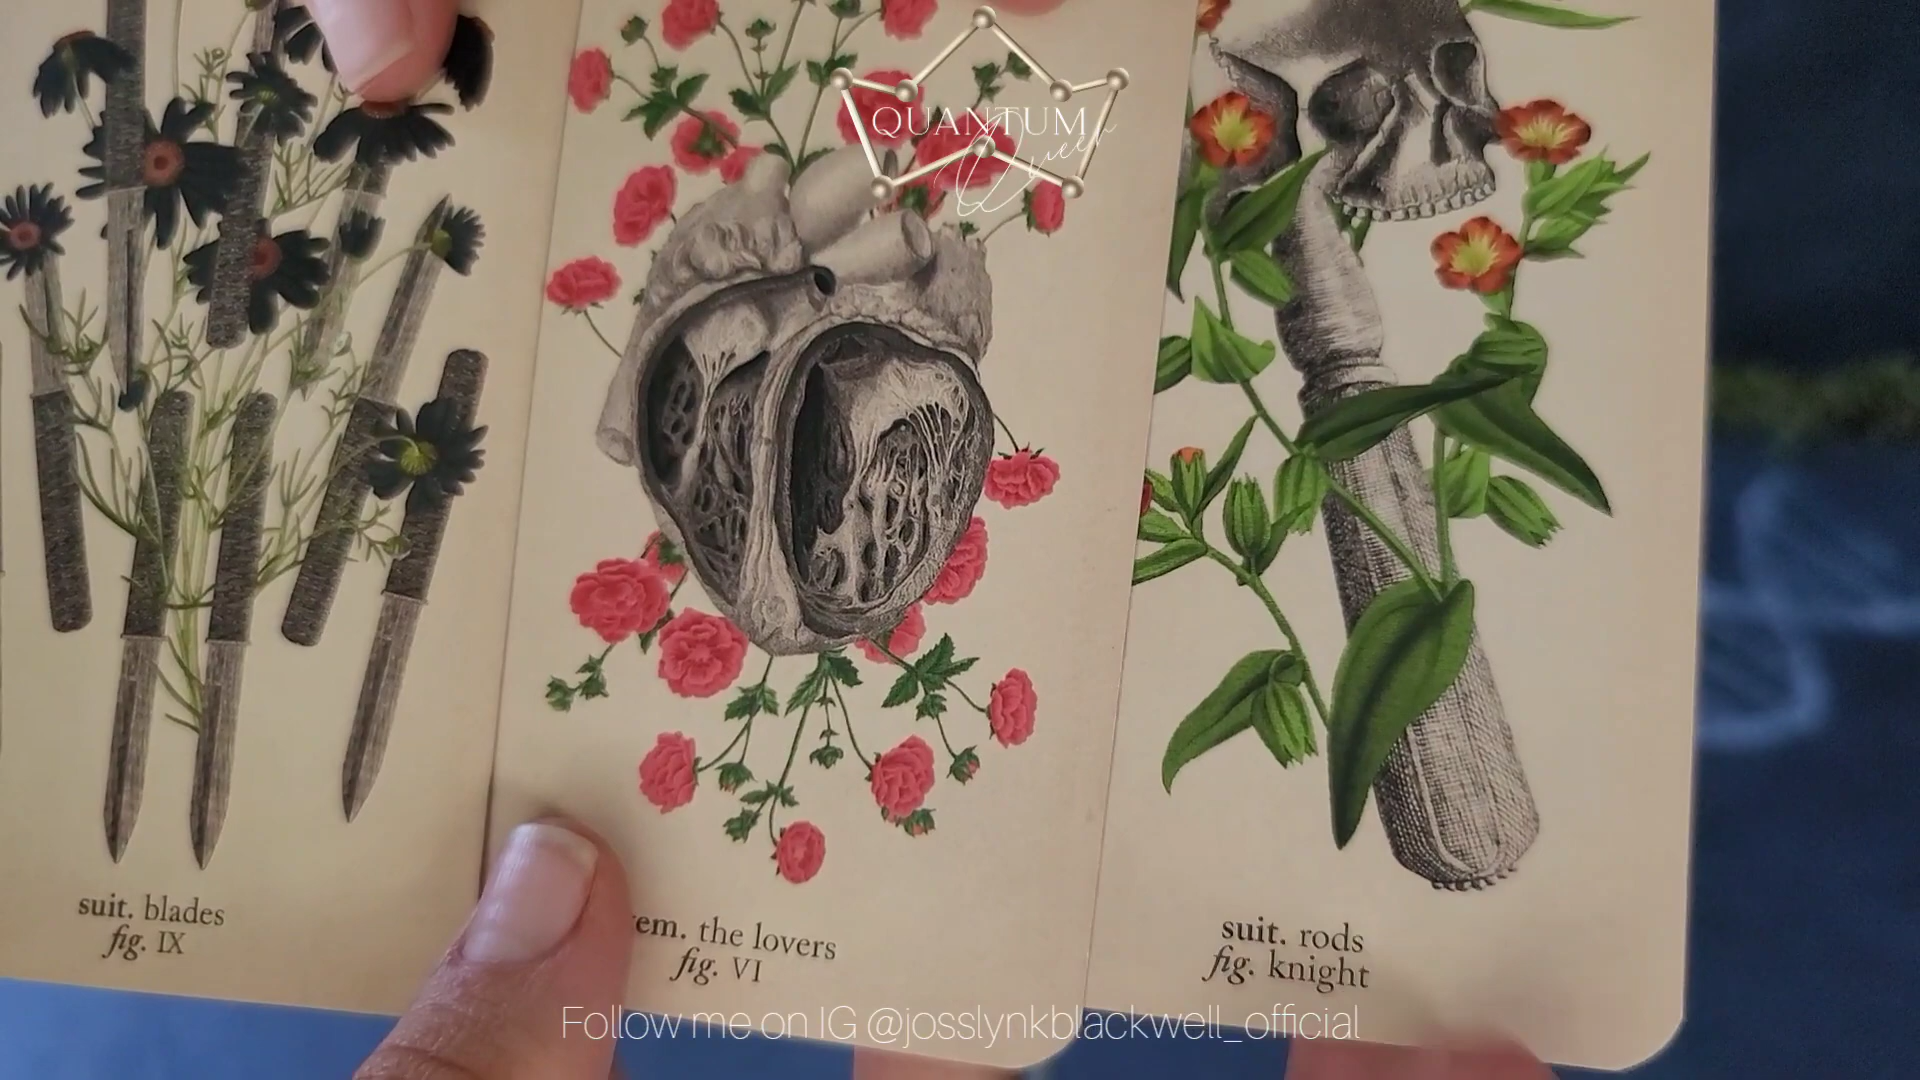 QUANTUM
Queen
suit. blades
fig. IX
em. the lovers
fig. VI
suit. rods
fig. knight
Follow me on IG @josslynkblackwell_official